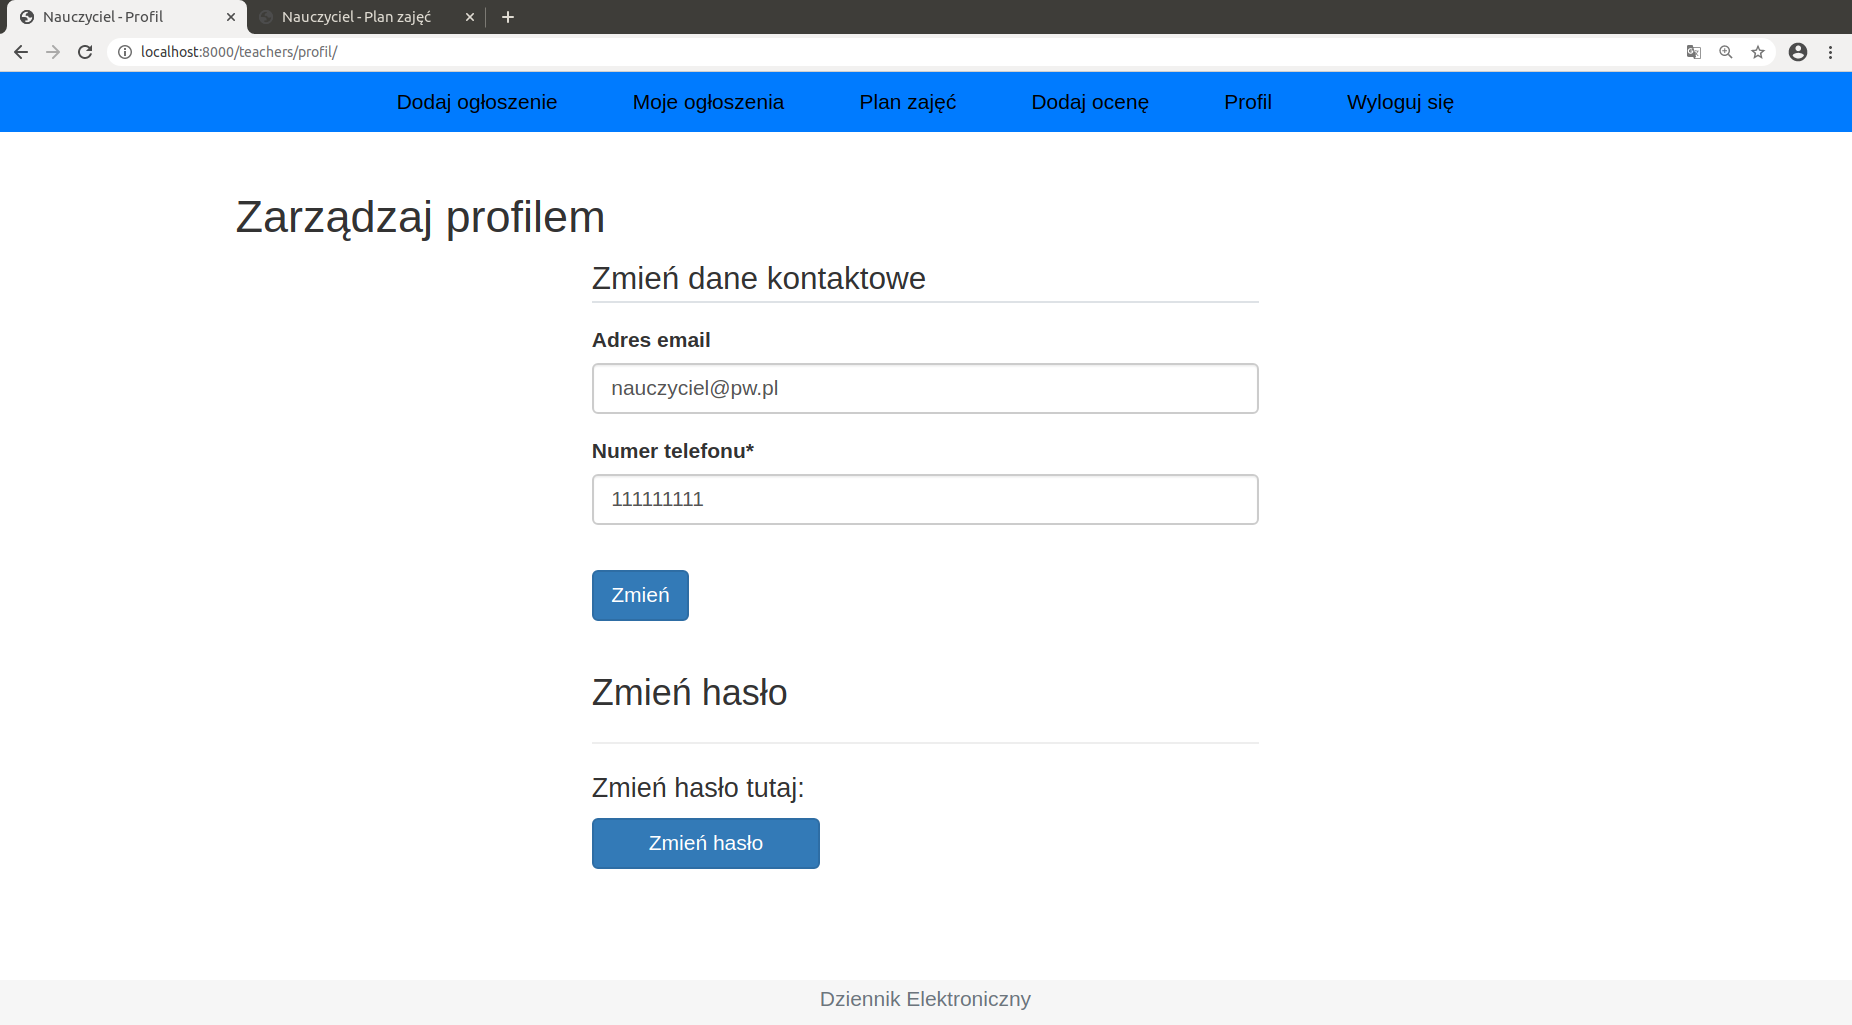 Nauczyciel - Profil
Nauczyciel - Plan zajęć
localhost:8000/teachers/profil/
Dodaj ogłoszenie Moje ogłoszenia Plan zajęć Dodaj ocenę Profil Wyloguj się
Zarządzaj profilem
Zmień dane kontaktowe
Adres email
nauczyciel@pw.pl
Numer telefonu*
111111111
Zmień
Zmień hasło
Zmień hasło tutaj:
Zmień hasło
Dziennik Elektroniczny